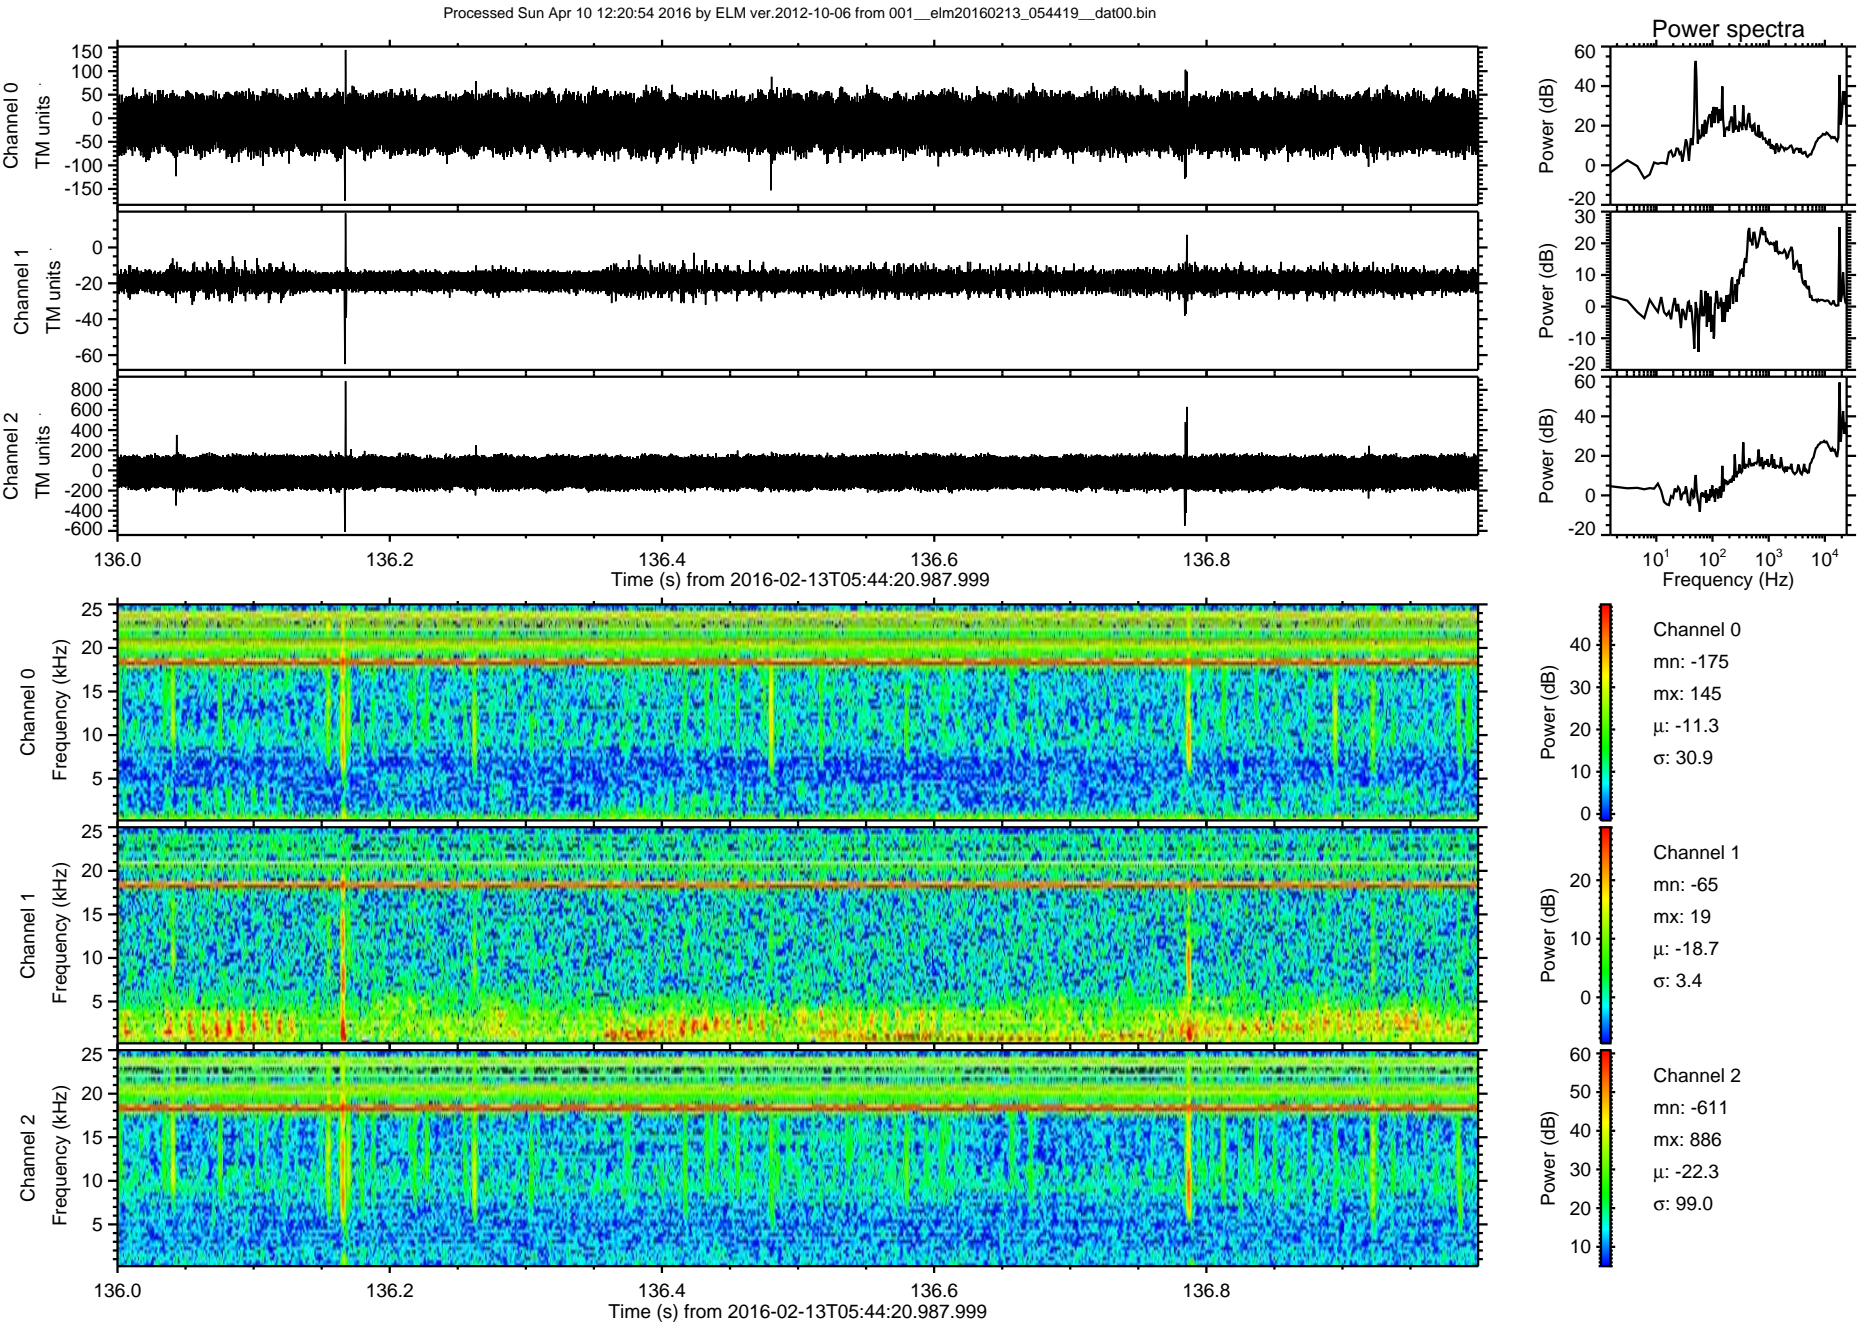 Processed Sun Apr 10 12:20:54 2016 by ELM ver.2012-10-06 from 001__elm20160213_054419__dat00.bin
Power spectra
Channel 0
TM units
150
100
50
0
-50
-100
-150
Power (dB)
60
40
20
0
-20
Channel 1
TM units
0
-20
-40
-60
Power (dB)
30
20
10
0
-10
-20
Channel 2
TM units
800
600
400
200
0
-200
-400
-600
Power (dB)
60
40
20
0
-20
136.0 136.2 136.4 136.6 136.8
Time (s) from 2016-02-13T05:44:20.987.999
10¹ 10² 10³ 10⁴
Frequency (Hz)
Channel 0
Frequency (kHz)
25
20
15
10
5
Power (dB)
40
30
20
10
0
Channel 0
mn: -175
mx: 145
μ: -11.3
σ: 30.9
Channel 1
Frequency (kHz)
25
20
15
10
5
Power (dB)
20
10
0
Channel 1
mn: -65
mx: 19
μ: -18.7
σ: 3.4
Channel 2
Frequency (kHz)
25
20
15
10
5
Power (dB)
60
50
40
30
20
10
Channel 2
mn: -611
mx: 886
μ: -22.3
σ: 99.0
136.0 136.2 136.4 136.6 136.8
Time (s) from 2016-02-13T05:44:20.987.999